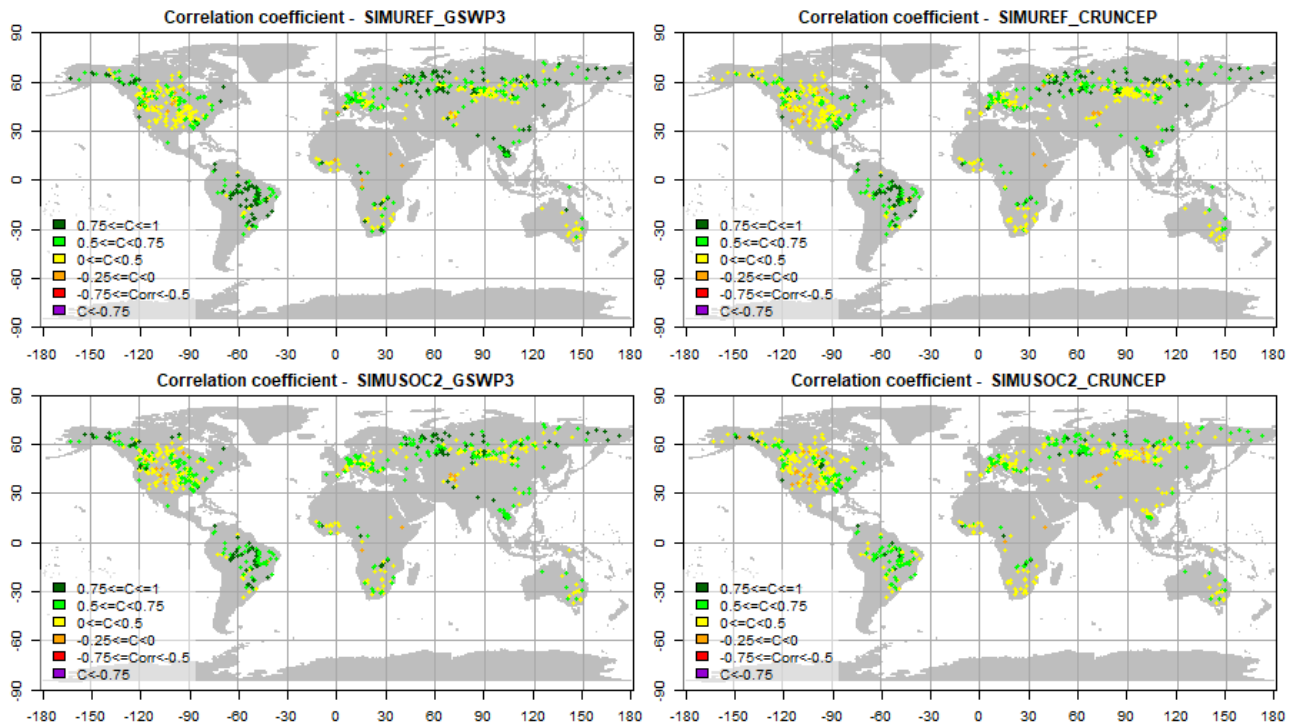 Correlation coefficient - SIMUREF_GSWP3
90
60
30
0
-30
-60
-90
0.75<=C<=1
0.5<=C<0.75
0<=C<0.5
-0.25<=C<0
-0.75<=Corr<-0.5
C<-0.75
-180 -150 -120 -90 -60 -30 0 30 60 90 120 150 180
Correlation coefficient - SIMUREF_CRUNCEP
90
60
30
0
-30
-60
-90
0.75<=C<=1
0.5<=C<0.75
0<=C<0.5
-0.25<=C<0
-0.75<=Corr<-0.5
C<-0.75
-180 -150 -120 -90 -60 -30 0 30 60 90 120 150 180
Correlation coefficient - SIMUSOC2_GSWP3
90
60
30
0
-30
-60
-90
0.75<=C<=1
0.5<=C<0.75
0<=C<0.5
-0.25<=C<0
-0.75<=Corr<-0.5
C<-0.75
-180 -150 -120 -90 -60 -30 0 30 60 90 120 150 180
Correlation coefficient - SIMUSOC2_CRUNCEP
90
60
30
0
-30
-60
-90
0.75<=C<=1
0.5<=C<0.75
0<=C<0.5
-0.25<=C<0
-0.75<=Corr<-0.5
C<-0.75
-180 -150 -120 -90 -60 -30 0 30 60 90 120 150 180